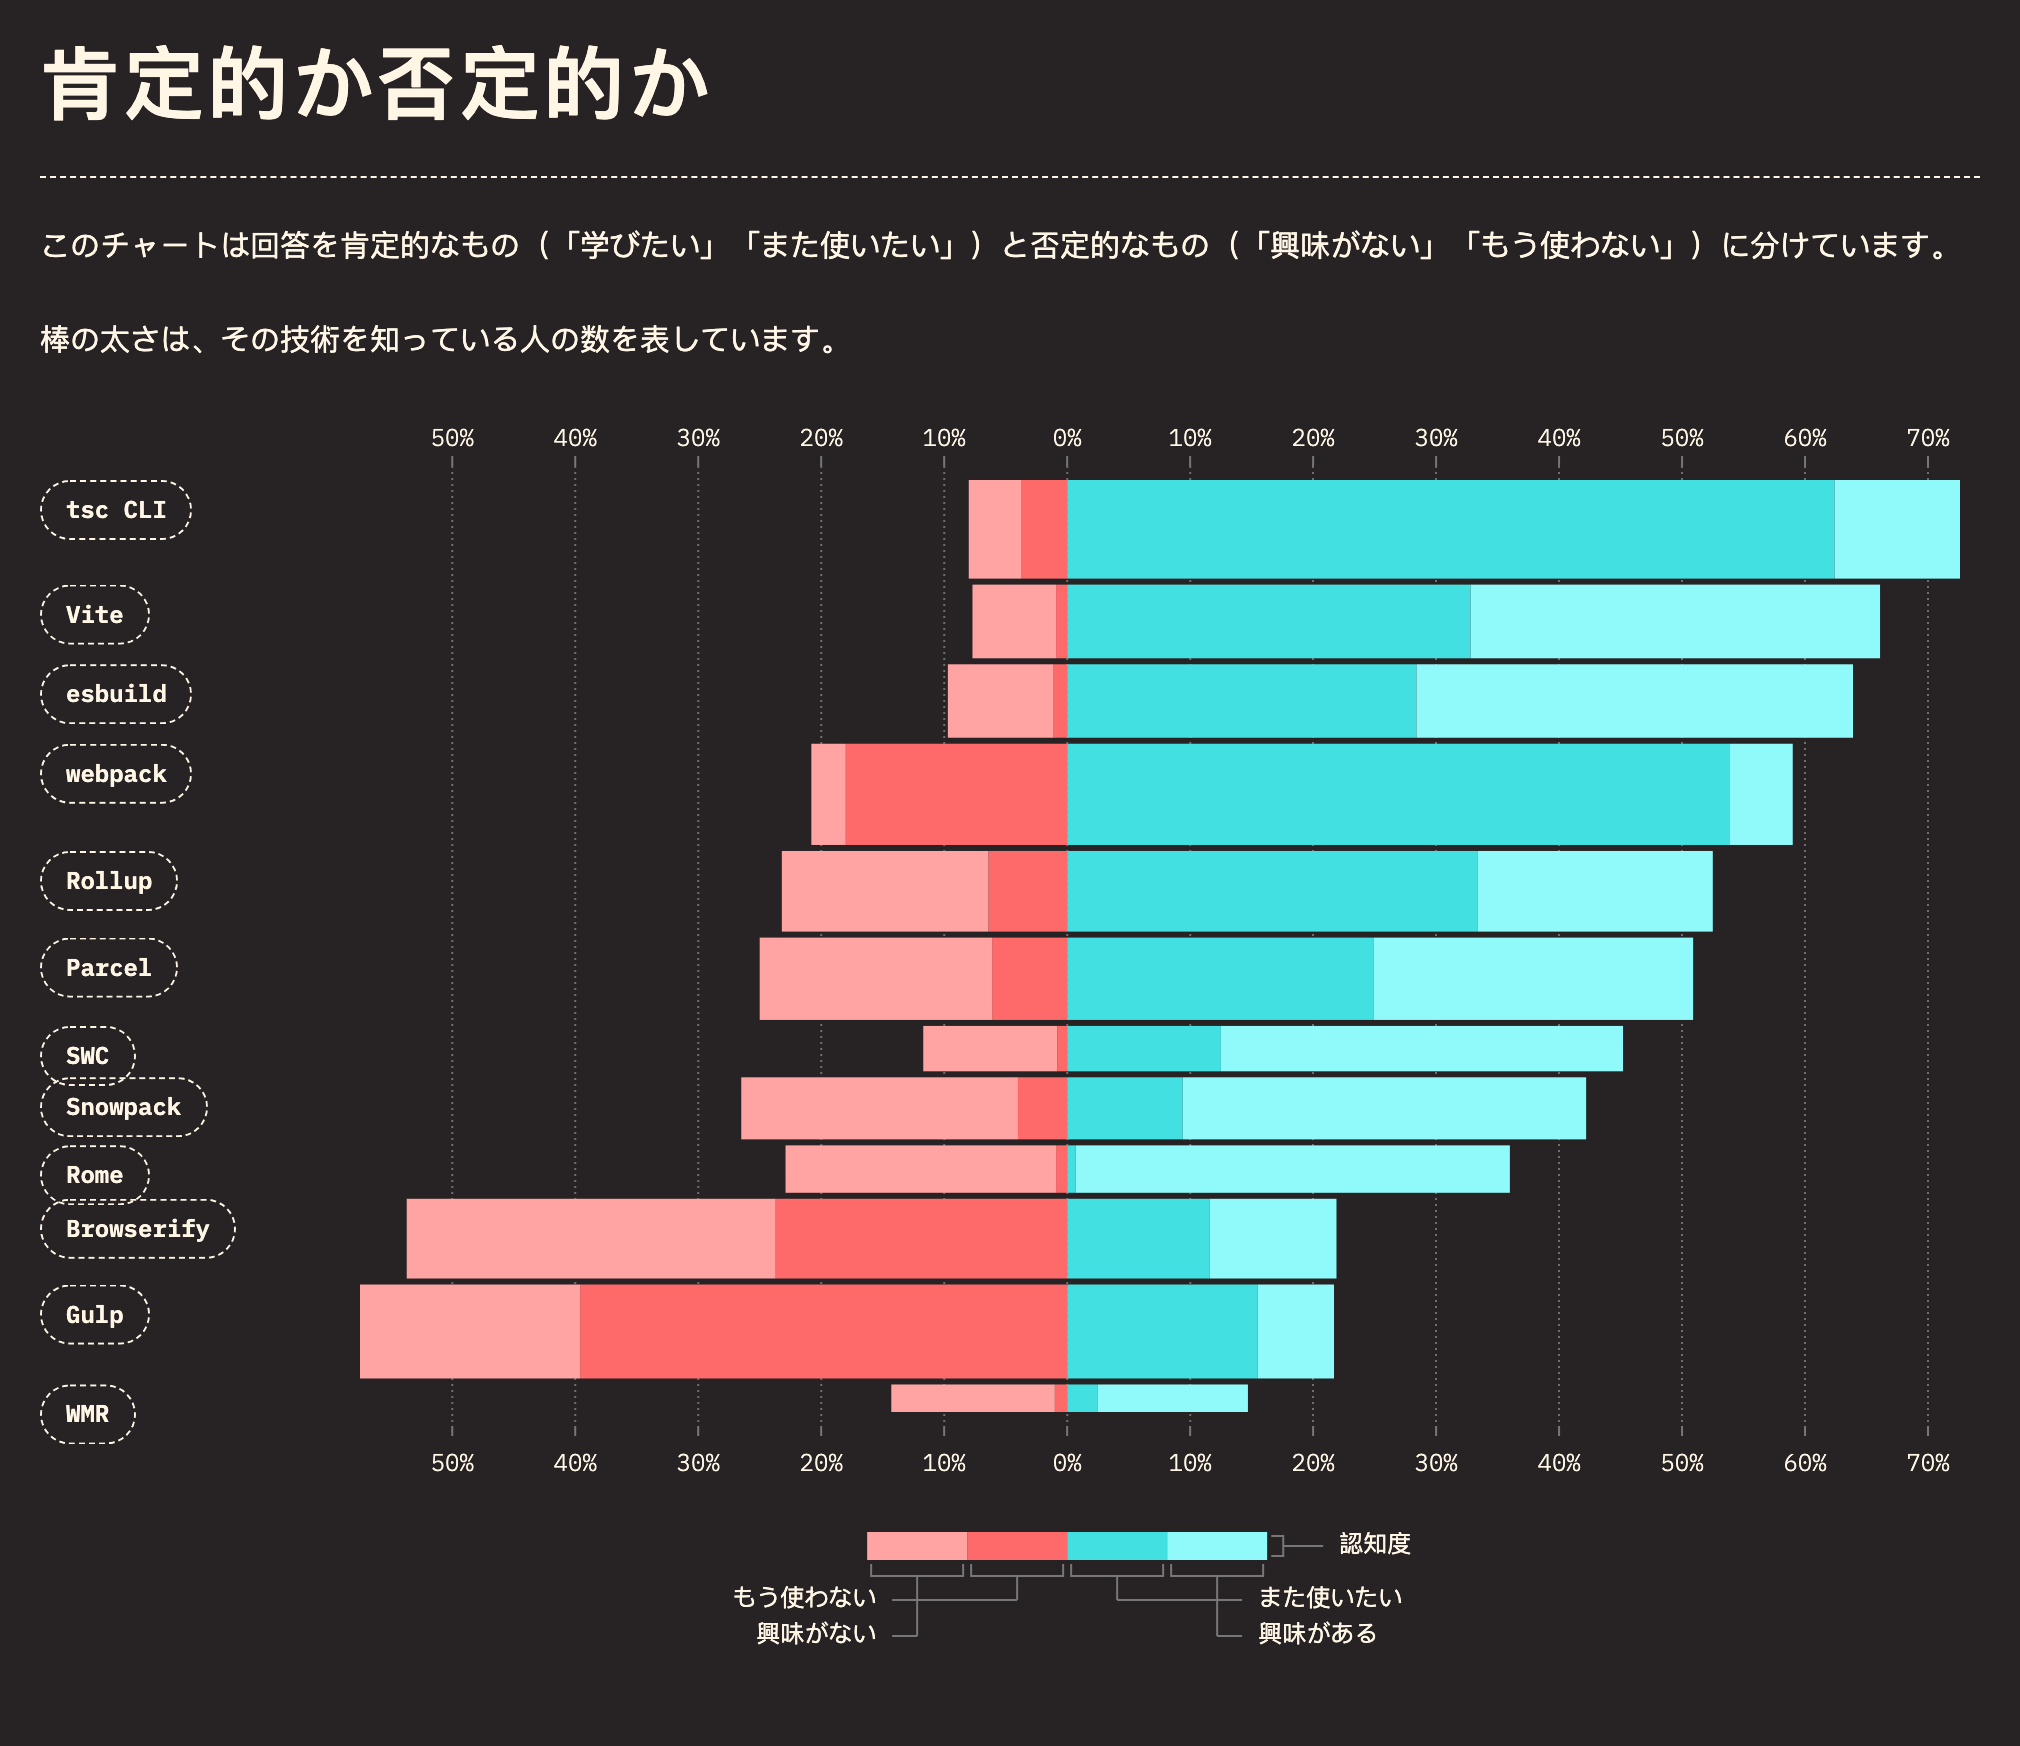 肯定的か否定的か
このチャートは回答を肯定的なもの（「学びたい」「また使いたい」）と否定的なもの（「興味がない」「もう使わない」）に分けています。
棒の太さは、その技術を知っている人の数を表しています。
50% 40% 30% 20% 10% 0% 10% 20% 30% 40% 50% 60% 70%
tsc CLI
Vite
esbuild
webpack
Rollup
Parcel
SWC
Snowpack
Rome
Browserify
Gulp
WMR
50% 40% 30% 20% 10% 0% 10% 20% 30% 40% 50% 60% 70%
認知度
もう使わない また使いたい
興味がない 興味がある